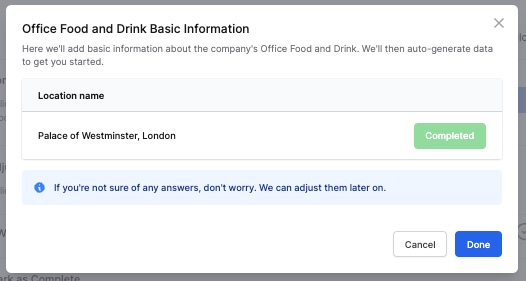 Office Food and Drink Basic Information
Here we'll add basic information about the company's Office Food and Drink. We'll then auto-generate data
to get you started.
Location name
Palace of Westminster, London
Completed
If you're not sure of any answers, don't worry. We can adjust them later on.
Cancel
Done
as Complete